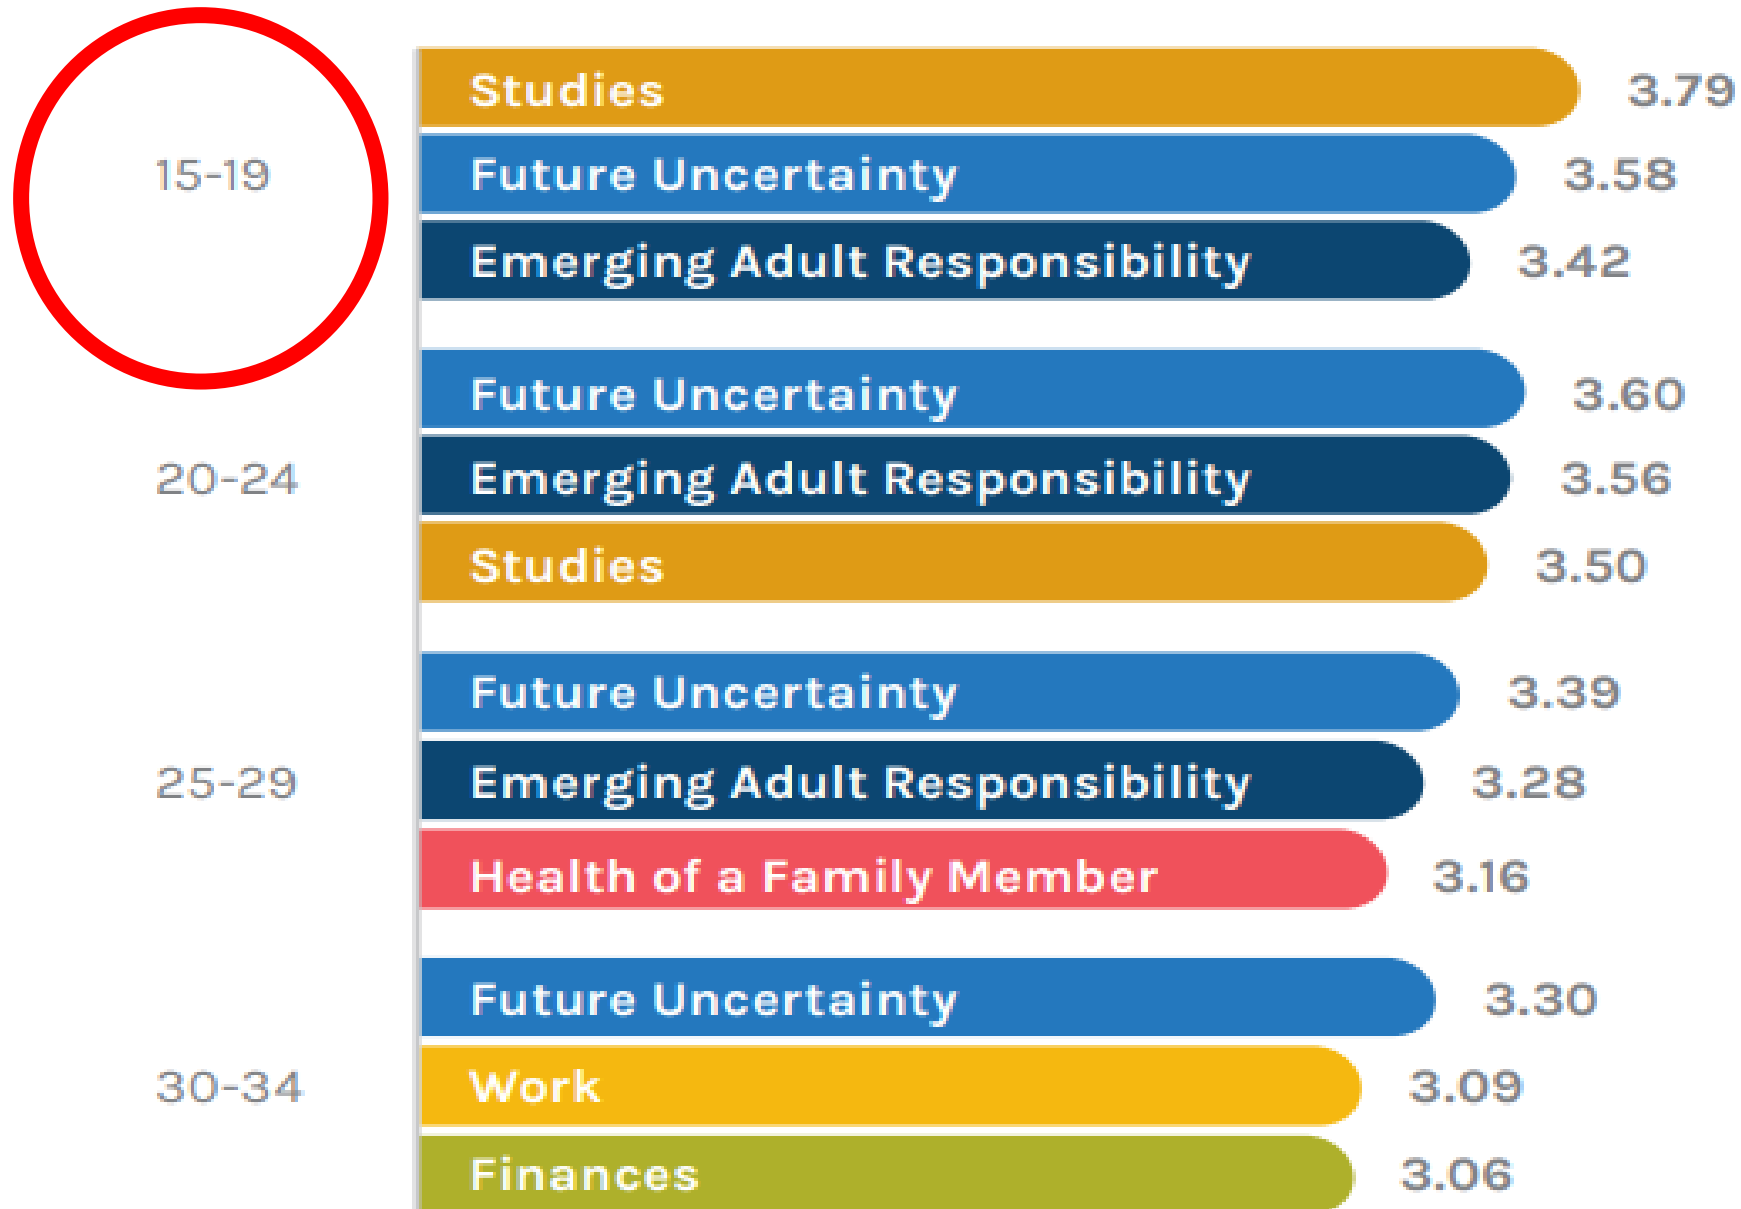 Studies 3.79
15-19 Future Uncertainty 3.58
Emerging Adult Responsibility 3.42
Future Uncertainty 3.60
20-24 Emerging Adult Responsibility 3.56
Studies 3.50
Future Uncertainty 3.39
25-29 Emerging Adult Responsibility 3.28
Health of a Family Member 3.16
Future Uncertainty 3.30
30-34 Work 3.09
Finances 3.06